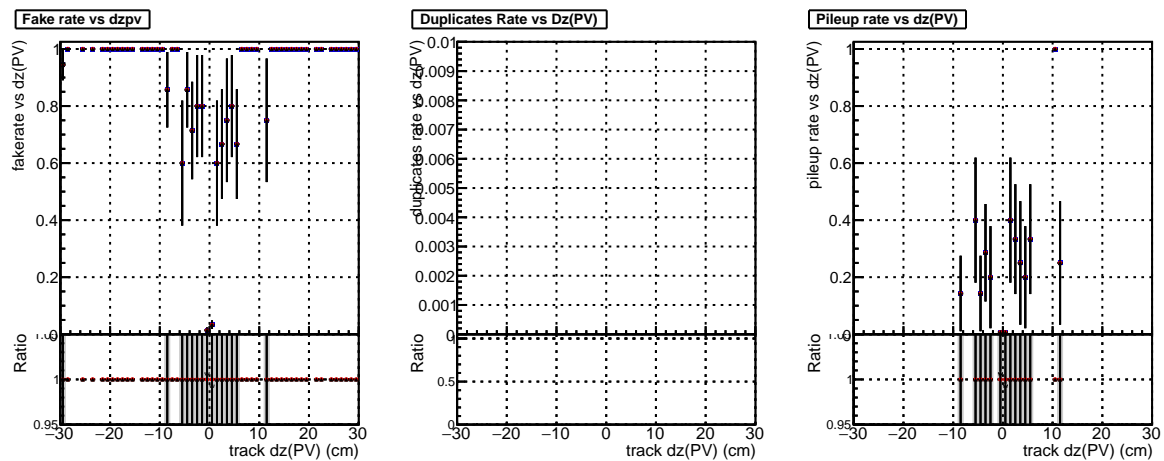 Fake rate vs dzpv
fakerate vs dz(PV)
1
0.8
0.6
0.4
0.2
Ratio
1
0.95
−30 −20 −10 0 10 20 30
track dz(PV) (cm)
Duplicates Rate vs Dz(PV)
duplicates rate vs dz(PV)
0.01
0.009
0.008
0.007
0.006
0.005
0.004
0.003
0.002
0.001
0
Ratio
1
0.5
0
−30 −20 −10 0 10 20 30
track dz(PV) (cm)
Pileup rate vs dz(PV)
pileup rate vs dz(PV)
1
0.8
0.6
0.4
0.2
0
Ratio
1
0.95
−30 −20 −10 0 10 20 30
track dz(PV) (cm)